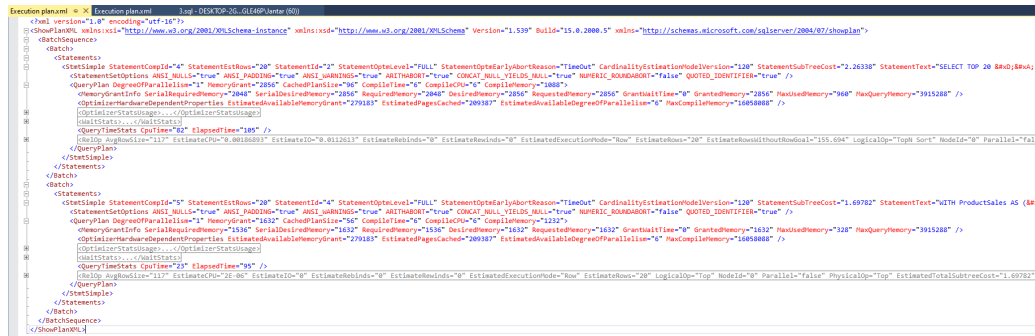 Execution plan.xml Execution plan.xml 3.sql - DESKTOP-2G...GLE46P\Jantar (60))
<?xml version="1.0" encoding="utf-16"?>
<ShowPlanXML xmlns:xsi="http://www.w3.org/2001/XMLSchema-instance" xmlns:xsd="http://www.w3.org/2001/XMLSchema" Version="1.539" Build="15.0.2000.5" xmlns="http://schemas.microsoft.com/sqlserver/2004/07/showplan">
<BatchSequence>
<Batch>
<Statements>
<StmtSimple StatementCompId="4" StatementEstRows="20" StatementId="2" StatementOptmLevel="FULL" StatementOptmEarlyAbortReason="TimeOut" CardinalityEstimationModelVersion="120" StatementSubTreeCost="2.26338" StatementText="SELECT TOP 20 &#xD;&#xA;
<StatementSetOptions ANSI_NULLS="true" ANSI_PADDING="true" ANSI_WARNINGS="true" ARITHABORT="true" CONCAT_NULL_YIELDS_NULL="true" NUMERIC_ROUNDABORT="false" QUOTED_IDENTIFIER="true" />
<QueryPlan DegreeOfParallelism="1" MemoryGrant="2856" CachedPlanSize="96" CompileTime="6" CompileCPU="6" CompileMemory="1088">
<MemoryGrantInfo SerialRequiredMemory="2048" SerialDesiredMemory="2856" RequiredMemory="2048" DesiredMemory="2856" RequestedMemory="2856" GrantWaitTime="0" GrantedMemory="2856" MaxUsedMemory="960" MaxQueryMemory="3915288" />
<OptimizerHardwareDependentProperties EstimatedAvailableMemoryGrant="279183" EstimatedPagesCached="209387" EstimatedAvailableDegreeOfParallelism="6" MaxCompileMemory="16058088" />
<OptimizerStatsUsage>...</OptimizerStatsUsage>
<WaitStats>...</WaitStats>
<QueryTimeStats CpuTime="82" ElapsedTime="105" />
<RelOp AvgRowSize="117" EstimateCPU="0.00186893" EstimateIO="0.0112613" EstimateRebinds="0" EstimateRewinds="0" EstimatedExecutionMode="Row" EstimateRows="20" EstimateRowsWithoutRowGoal="155.694" LogicalOp="TopN Sort" NodeId="0" Parallel="fal
</QueryPlan>
</StmtSimple>
</Statements>
</Batch>
<Batch>
<Statements>
<StmtSimple StatementCompId="5" StatementEstRows="20" StatementId="4" StatementOptmLevel="FULL" StatementOptmEarlyAbortReason="TimeOut" CardinalityEstimationModelVersion="120" StatementSubTreeCost="1.69782" StatementText="WITH ProductSales AS (&#
<StatementSetOptions ANSI_NULLS="true" ANSI_PADDING="true" ANSI_WARNINGS="true" ARITHABORT="true" CONCAT_NULL_YIELDS_NULL="true" NUMERIC_ROUNDABORT="false" QUOTED_IDENTIFIER="true" />
<QueryPlan DegreeOfParallelism="1" MemoryGrant="1632" CachedPlanSize="56" CompileTime="6" CompileCPU="6" CompileMemory="1232">
<MemoryGrantInfo SerialRequiredMemory="1536" SerialDesiredMemory="1632" RequiredMemory="1536" DesiredMemory="1632" RequestedMemory="1632" GrantWaitTime="0" GrantedMemory="1632" MaxUsedMemory="328" MaxQueryMemory="3915288" />
<OptimizerHardwareDependentProperties EstimatedAvailableMemoryGrant="279183" EstimatedPagesCached="209387" EstimatedAvailableDegreeOfParallelism="6" MaxCompileMemory="16058088" />
<OptimizerStatsUsage>...</OptimizerStatsUsage>
<WaitStats>...</WaitStats>
<QueryTimeStats CpuTime="23" ElapsedTime="95" />
<RelOp AvgRowSize="117" EstimateCPU="2E-06" EstimateIO="0" EstimateRebinds="0" EstimateRewinds="0" EstimatedExecutionMode="Row" EstimateRows="20" LogicalOp="Top" NodeId="0" Parallel="false" PhysicalOp="Top" EstimatedTotalSubtreeCost="1.69782"
</QueryPlan>
</StmtSimple>
</Statements>
</Batch>
</BatchSequence>
</ShowPlanXML>